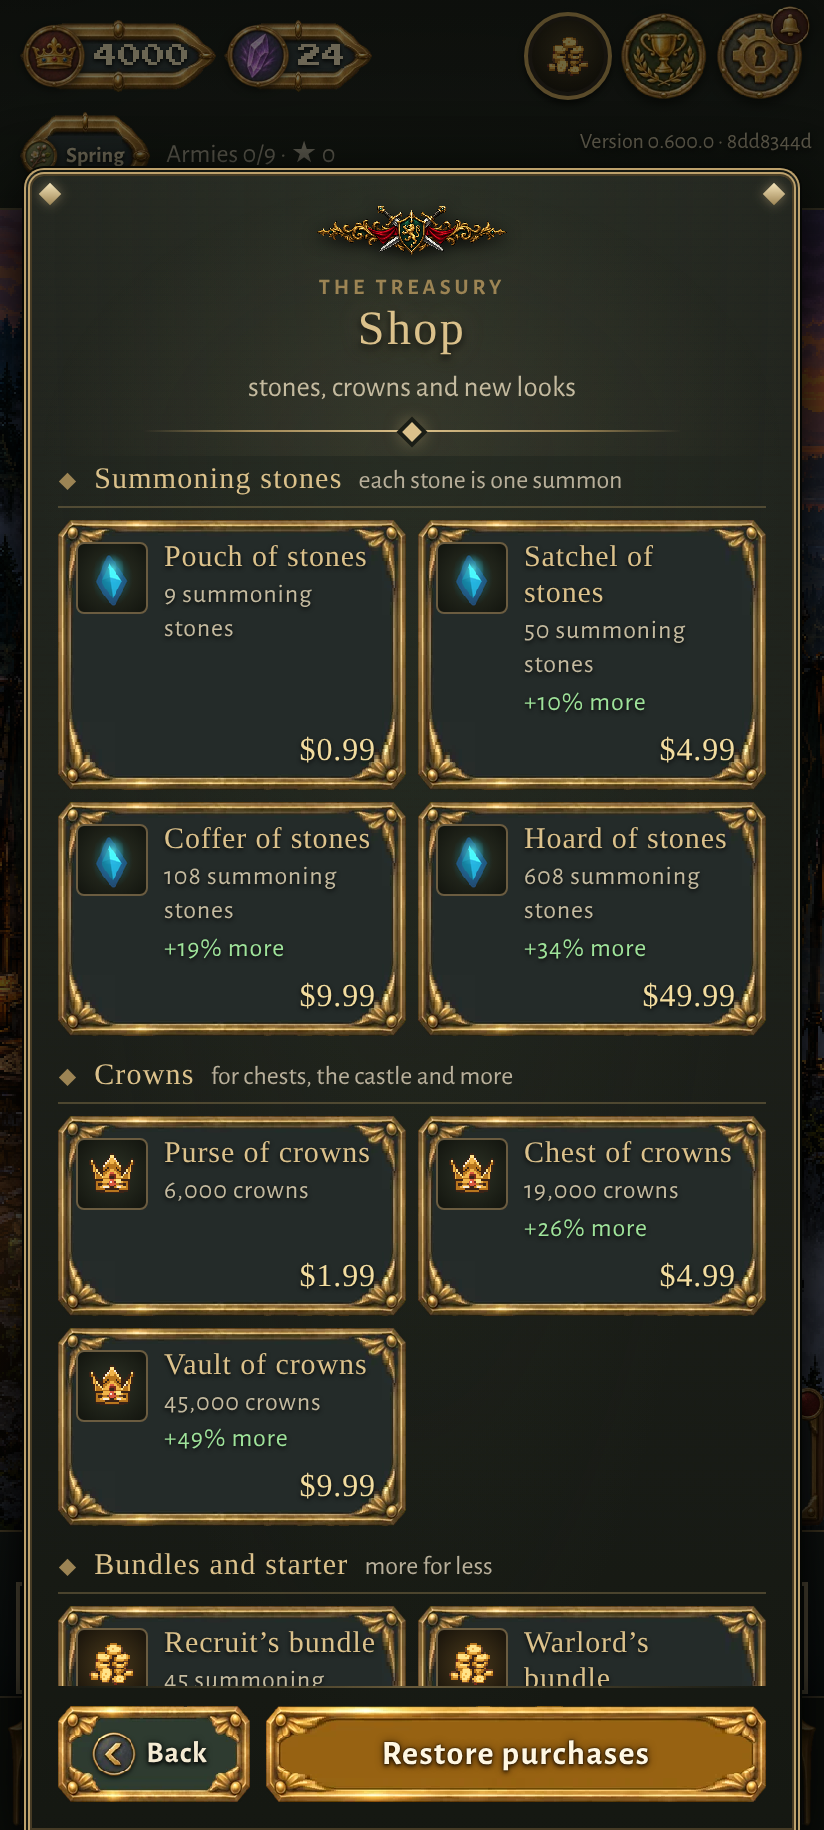 4000
24
Spring
Armies 0/9 · ★ 0
Version 0.600.0 · 8dd8344d
THE TREASURY
Shop
stones, crowns and new looks
Summoning stones each stone is one summon
Pouch of stones
9 summoning
stones
$0.99
Satchel of
stones
50 summoning
stones
+10% more
$4.99
Coffer of stones
108 summoning
stones
+19% more
$9.99
Hoard of stones
608 summoning
stones
+34% more
$49.99
Crowns for chests, the castle and more
Purse of crowns
6,000 crowns
$1.99
Chest of crowns
19,000 crowns
+26% more
$4.99
Vault of crowns
45,000 crowns
+49% more
$9.99
Bundles and starter more for less
Recruit’s bundle
45 summoning
Warlord’s
bundle
Back
Restore purchases